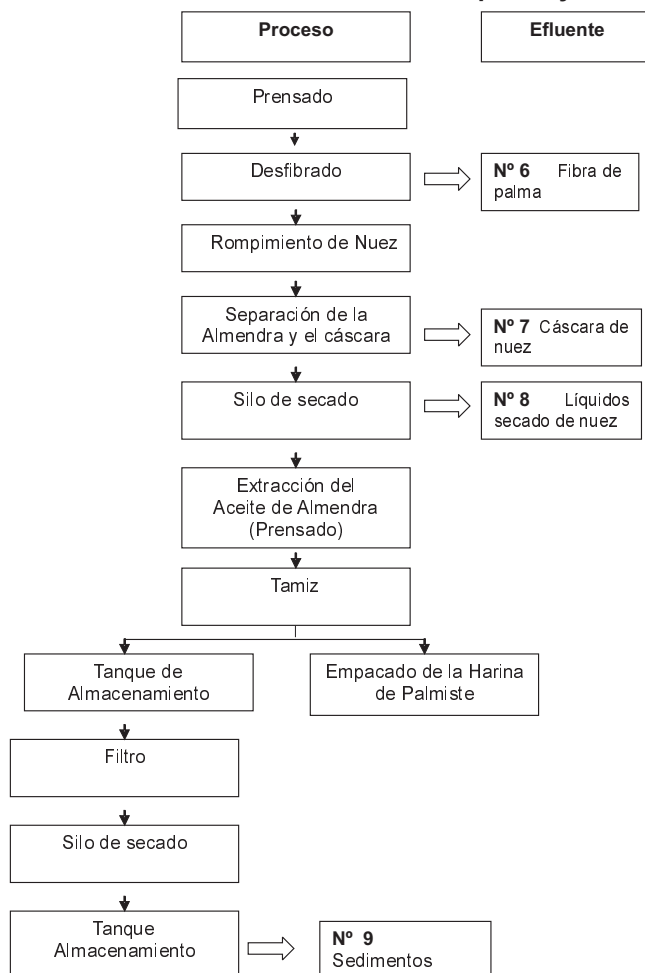 Proceso
Efluente
Prensado
Desfibrado
Nº 6 Fibra de
palma
Rompimiento de Nuez
Separación de la
Almendra y el cáscara
Nº 7 Cáscara de
nuez
Silo de secado
Nº 8 Líquidos
secado de nuez
Extracción del
Aceite de Almendra
(Prensado)
Tamiz
Tanque de
Almacenamiento
Empacado de la Harina
de Palmiste
Filtro
Silo de secado
Tanque
Almacenamiento
Nº 9
Sedimentos